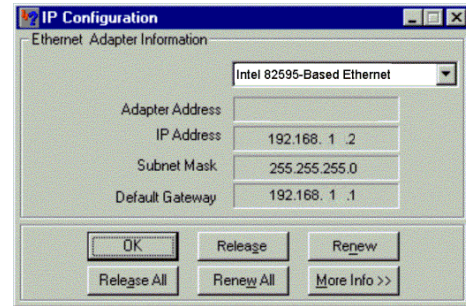 IP Configuration
Ethernet Adapter Information
Intel 82595-Based Ethernet
Adapter Address
IP Address 192.168. 1 .2
Subnet Mask 255.255.255.0
Default Gateway 192.168. 1 .1
OK Release Renew
Release All Renew All More Info >>